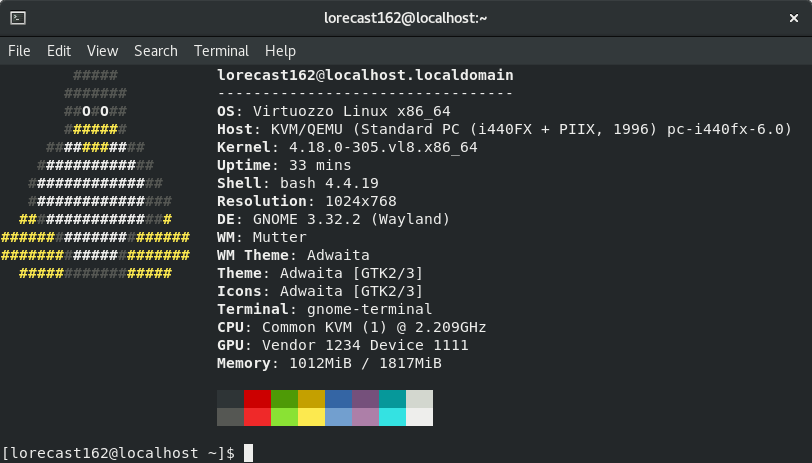 lorecast162@localhost:~
File Edit View Search Terminal Help
##### lorecast162@localhost.localdomain
####### ---------------------------------
##O#O## OS: Virtuozzo Linux x86_64
####### Host: KVM/QEMU (Standard PC (i440FX + PIIX, 1996) pc-i440fx-6.0)
########### Kernel: 4.18.0-305.vl8.x86_64
############# Uptime: 33 mins
############### Shell: bash 4.4.19
################ Resolution: 1024x768
################# DE: GNOME 3.32.2 (Wayland)
##################### WM: Mutter
##################### WM Theme: Adwaita
################# Theme: Adwaita [GTK2/3]
Icons: Adwaita [GTK2/3]
Terminal: gnome-terminal
CPU: Common KVM (1) @ 2.209GHz
GPU: Vendor 1234 Device 1111
Memory: 1012MiB / 1817MiB
[lorecast162@localhost ~]$